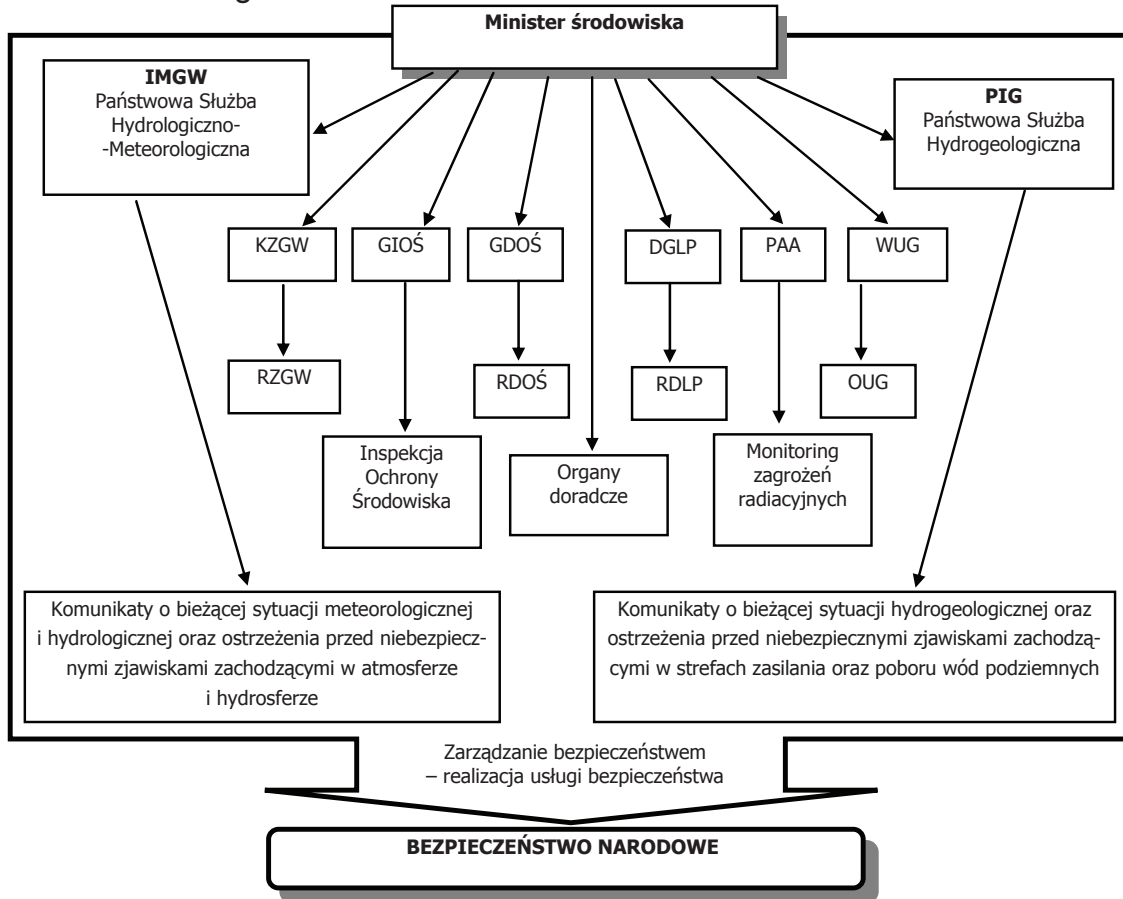 Minister środowiska
IMGW
Państwowa Służba
Hydrologiczno-
-Meteorologiczna
PIG
Państwowa Służba
Hydrogeologiczna
KZGW
GIOŚ
GDOŚ
DGLP
PAA
WUG
RZGW
RDOŚ
RDLP
OUG
Inspekcja
Ochrony
Środowiska
Organy
doradcze
Monitoring
zagrożeń
radiacyjnych
Komunikaty o bieżącej sytuacji meteorologicznej
i hydrologicznej oraz ostrzeżenia przed niebezpiecz-
nymi zjawiskami zachodzącymi w atmosferze
i hydrosferze
Komunikaty o bieżącej sytuacji hydrogeologicznej oraz
ostrzeżenia przed niebezpiecznymi zjawiskami zachodzą-
cymi w strefach zasilania oraz poboru wód podziemnych
Zarządzanie bezpieczeństwem
– realizacja usługi bezpieczeństwa
BEZPIECZEŃSTWO NARODOWE